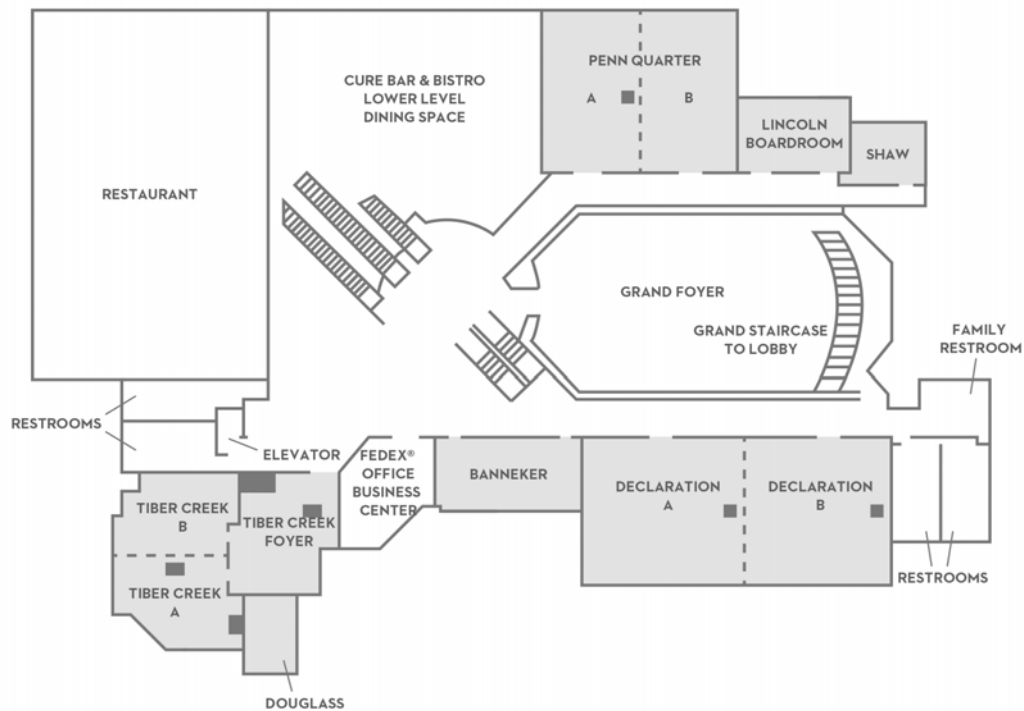 PENN QUARTER
A
B
CURE BAR & BISTRO
LOWER LEVEL
DINING SPACE
LINCOLN
BOARDROOM
SHAW
RESTAURANT
GRAND FOYER
GRAND STAIRCASE
TO LOBBY
FAMILY
RESTROOM
RESTROOMS
ELEVATOR
FEDEX®
OFFICE
BUSINESS
CENTER
BANNEKER
DECLARATION
A
DECLARATION
B
TIBER CREEK
B
TIBER CREEK
FOYER
TIBER CREEK
A
RESTROOMS
DOUGLASS